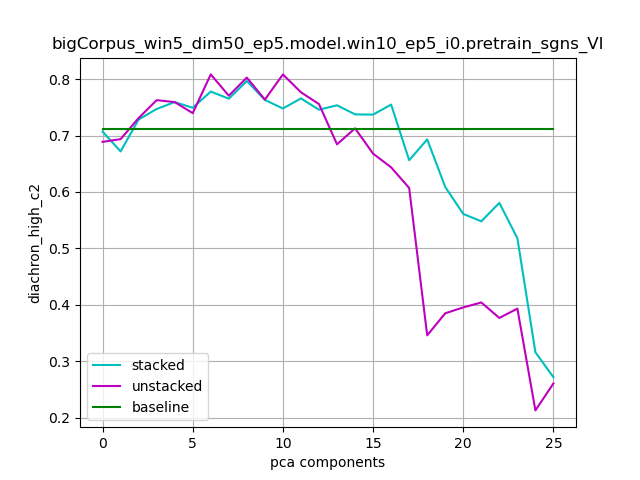 bigCorpus_win5_dim50_ep5.model.win10_ep5_i0.pretrain_sgns_VI
0.8
0.7
0.6
0.5
0.4
0.3
0.2
diachron_high_c2
stacked
unstacked
baseline
0 5 10 15 20 25
pca components